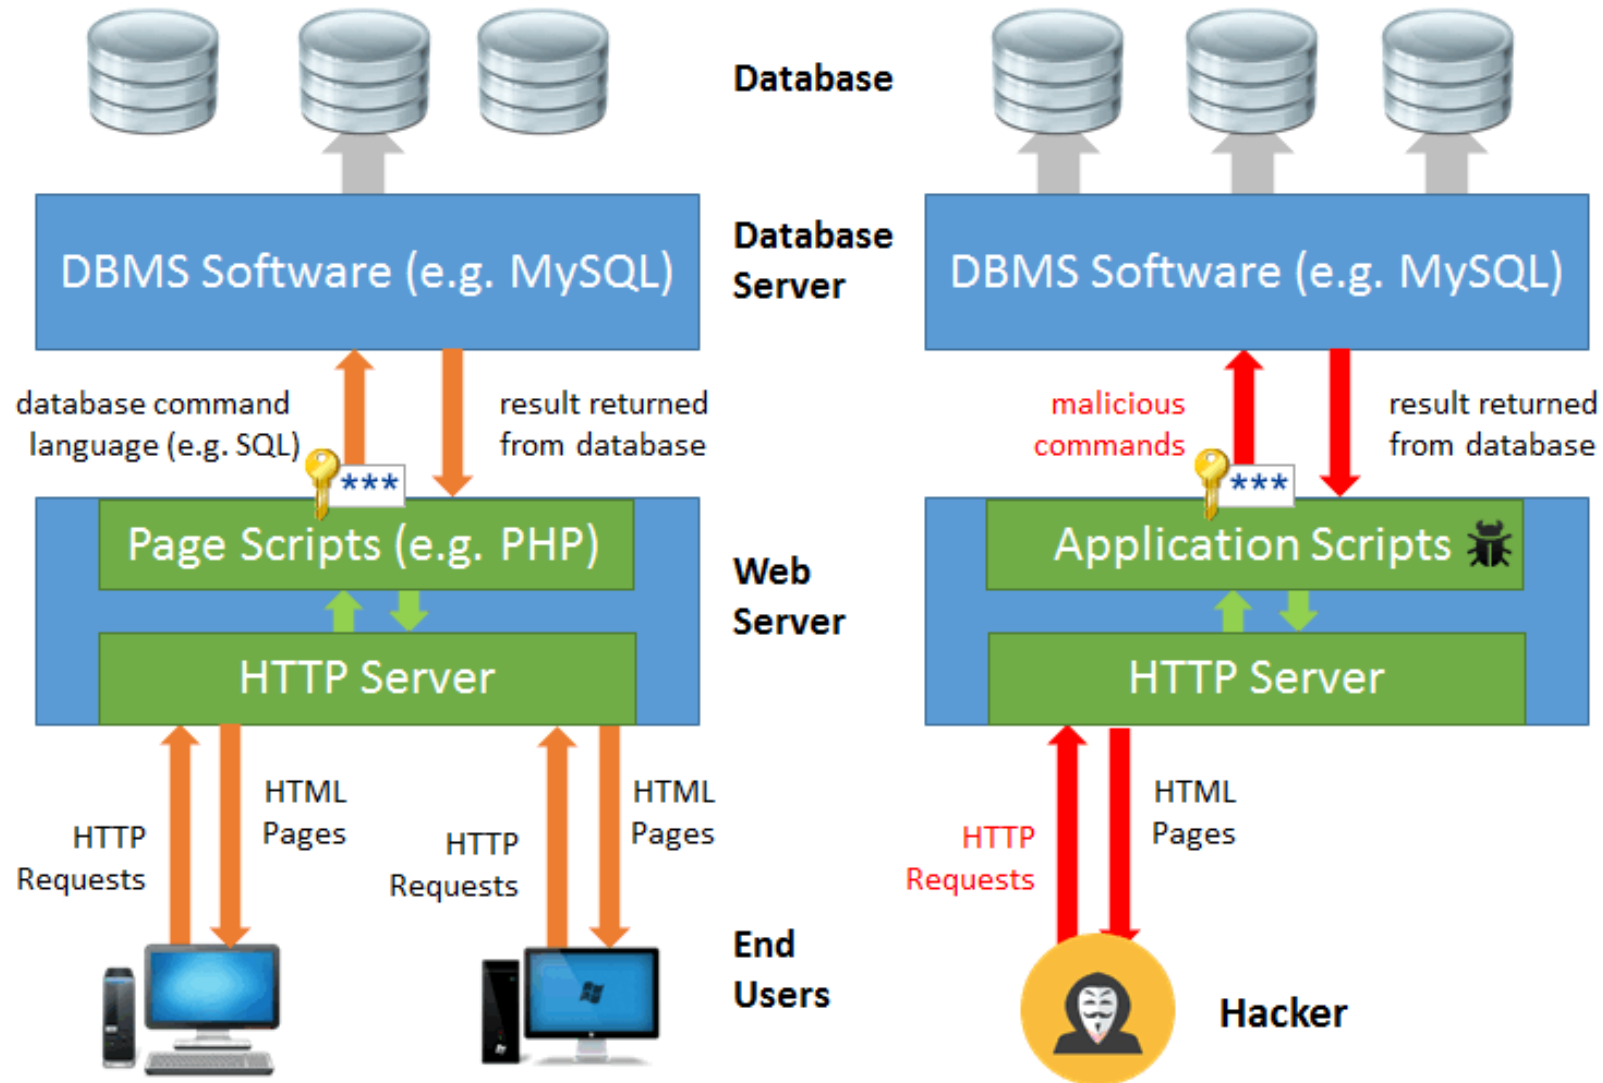 Database
DBMS Software (e.g. MySQL)
Database
Server
DBMS Software (e.g. MySQL)
database command
language (e.g. SQL)
result returned
from database
malicious
commands
result returned
from database
***
***
Page Scripts (e.g. PHP)
Application Scripts
Web
Server
HTTP Server
HTTP Server
HTTP
Requests
HTML
Pages
HTTP
Requests
HTML
Pages
HTTP
Requests
HTML
Pages
End
Users
Hacker